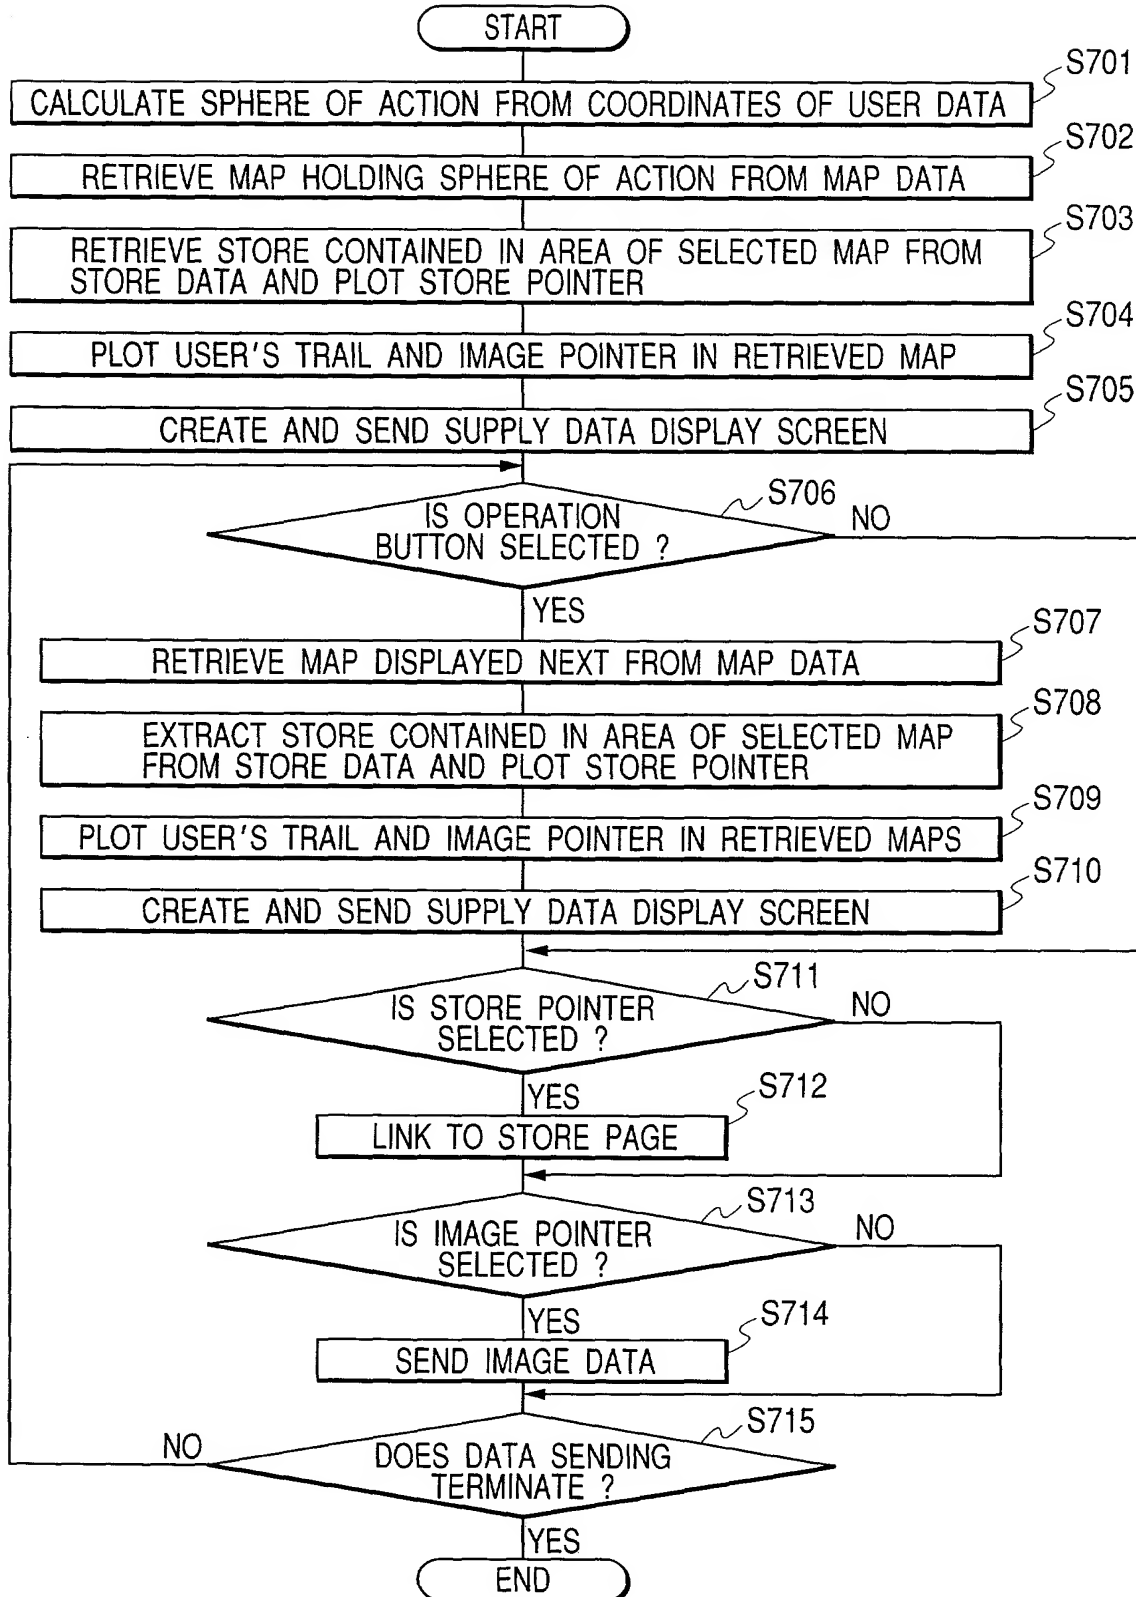 START
S701
CALCULATE SPHERE OF ACTION FROM COORDINATES OF USER DATA
S702
RETRIEVE MAP HOLDING SPHERE OF ACTION FROM MAP DATA
S703
RETRIEVE STORE CONTAINED IN AREA OF SELECTED MAP FROM
STORE DATA AND PLOT STORE POINTER
S704
PLOT USER'S TRAIL AND IMAGE POINTER IN RETRIEVED MAP
S705
CREATE AND SEND SUPPLY DATA DISPLAY SCREEN
S706
IS OPERATION
BUTTON SELECTED ?
NO
YES
S707
RETRIEVE MAP DISPLAYED NEXT FROM MAP DATA
S708
EXTRACT STORE CONTAINED IN AREA OF SELECTED MAP
FROM STORE DATA AND PLOT STORE POINTER
S709
PLOT USER'S TRAIL AND IMAGE POINTER IN RETRIEVED MAPS
S710
CREATE AND SEND SUPPLY DATA DISPLAY SCREEN
S711
IS STORE POINTER
SELECTED ?
NO
YES
S712
LINK TO STORE PAGE
S713
IS IMAGE POINTER
SELECTED ?
NO
YES
S714
SEND IMAGE DATA
S715
NO
DOES DATA SENDING
TERMINATE ?
YES
END